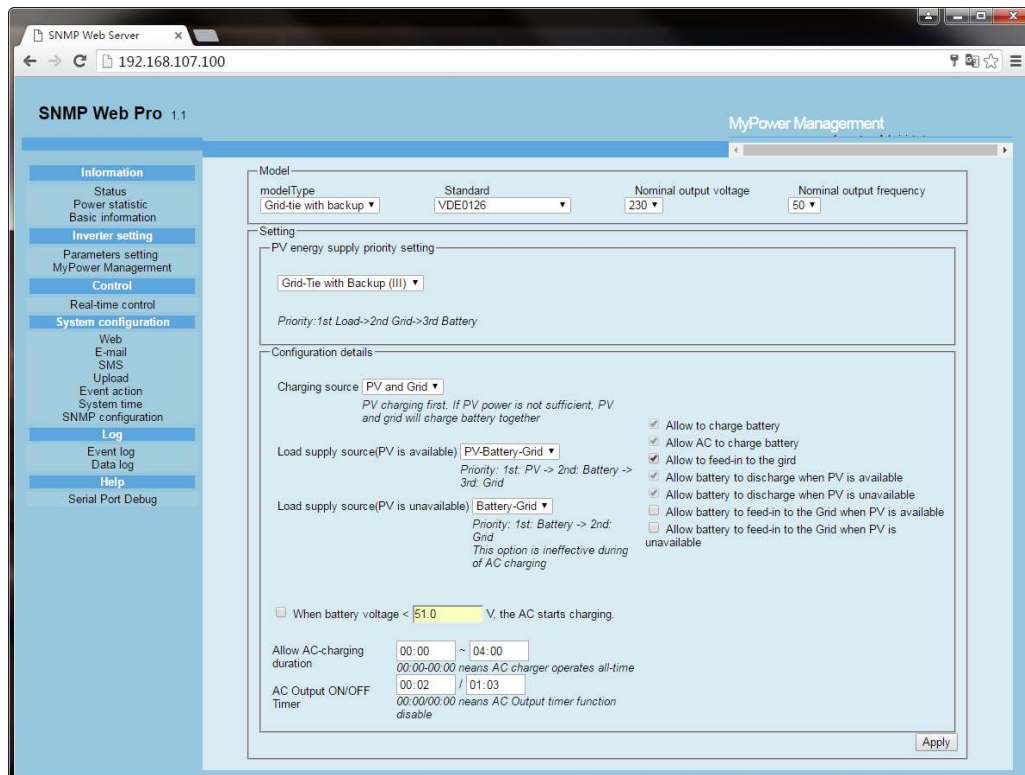 SNMP Web Server
192.168.107.100
SNMP Web Pro 1.1
MyPower Managerment
Information
Status
Power statistic
Basic information
Inverter setting
Parameters setting
MyPower Managerment
Control
Real-time control
System configuration
Web
E-mail
SMS
Upload
Event action
System time
SNMP configuration
Log
Event log
Data log
Help
Serial Port Debug
Model
modelType
Standard
Nominal output voltage
Nominal output frequency
Grid-tie with backup
VDE0126
230
50
Setting
PV energy supply priority setting
Grid-Tie with Backup (III)
Priority:1st Load->2nd Grid->3rd Battery
Configuration details
Charging source PV and Grid
PV charging first. If PV power is not sufficient, PV
and grid will charge battery together
Load supply source(PV is available) PV-Battery-Grid
Priority: 1st: PV -> 2nd: Battery ->
3rd: Grid
Load supply source(PV is unavailable) Battery-Grid
Priority: 1st: Battery -> 2nd:
Grid
This option is ineffective during
of AC charging
Allow to charge battery
Allow AC to charge battery
Allow to feed-in to the gird
Allow battery to discharge when PV is available
Allow battery to discharge when PV is unavailable
Allow battery to feed-in to the Grid when PV is available
Allow battery to feed-in to the Grid when PV is
unavailable
When battery voltage < 51.0 V, the AC starts charging.
Allow AC-charging
duration
00:00 ~ 04:00
00:00-00:00 neans AC charger operates all-time
AC Output ON/OFF
Timer
00:02 / 01:03
00:00/00:00 neans AC Output timer function
disable
Apply